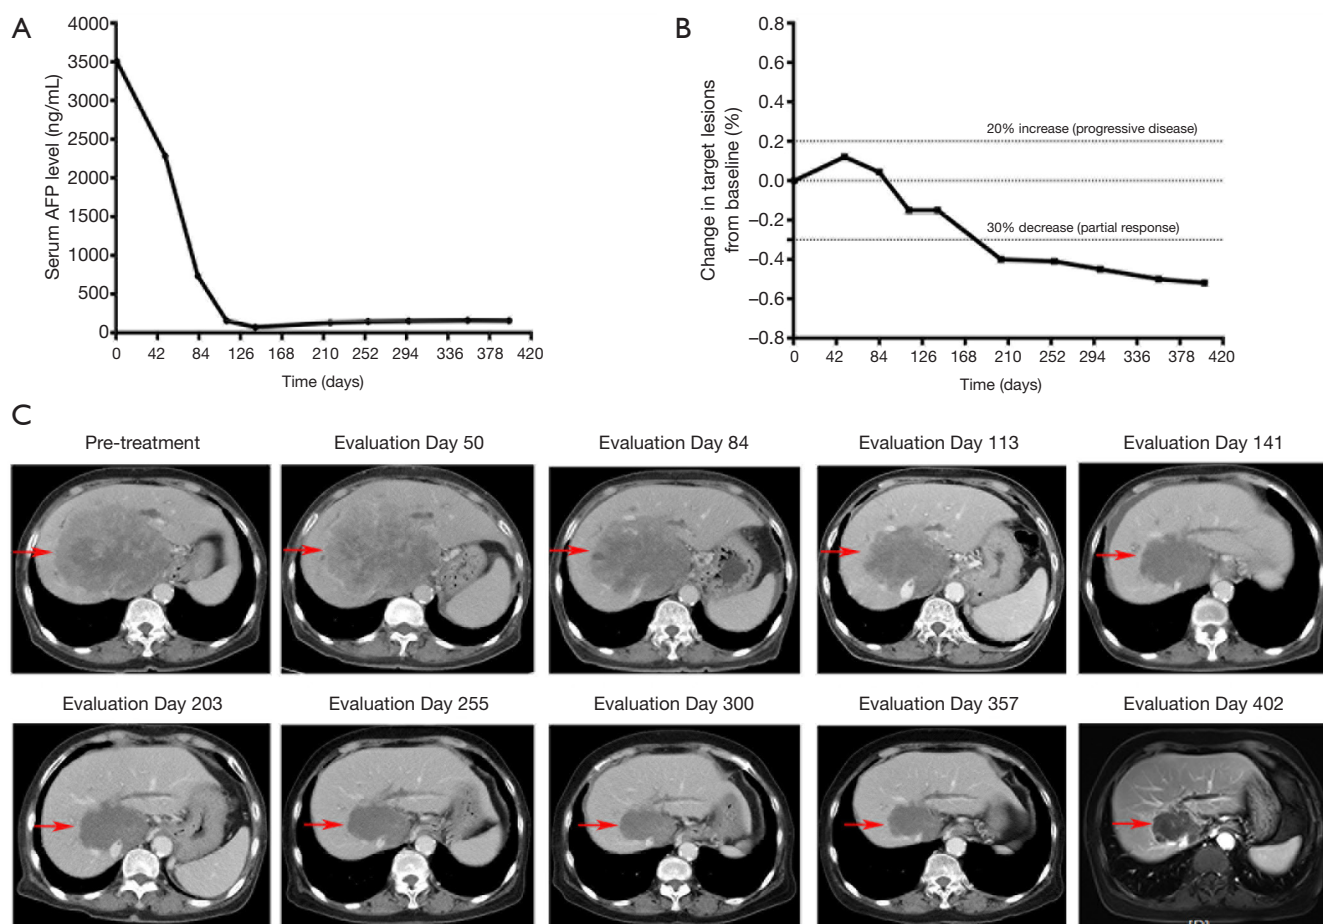 A
4000
3500
3000
2500
2000
1500
1000
500
0
Serum AFP level (ng/mL)
0 42 84 126 168 210 252 294 336 378 420
Time (days)
B
0.8
0.6
0.4
0.2
0.0
–0.2
–0.4
–0.6
–0.8
Change in target lesions
from baseline (%)
20% increase (progressive disease)
30% decrease (partial response)
0 42 84 126 168 210 252 294 336 378 420
Time (days)
C
Pre-treatment Evaluation Day 50 Evaluation Day 84 Evaluation Day 113 Evaluation Day 141
Evaluation Day 203 Evaluation Day 255 Evaluation Day 300 Evaluation Day 357 Evaluation Day 402